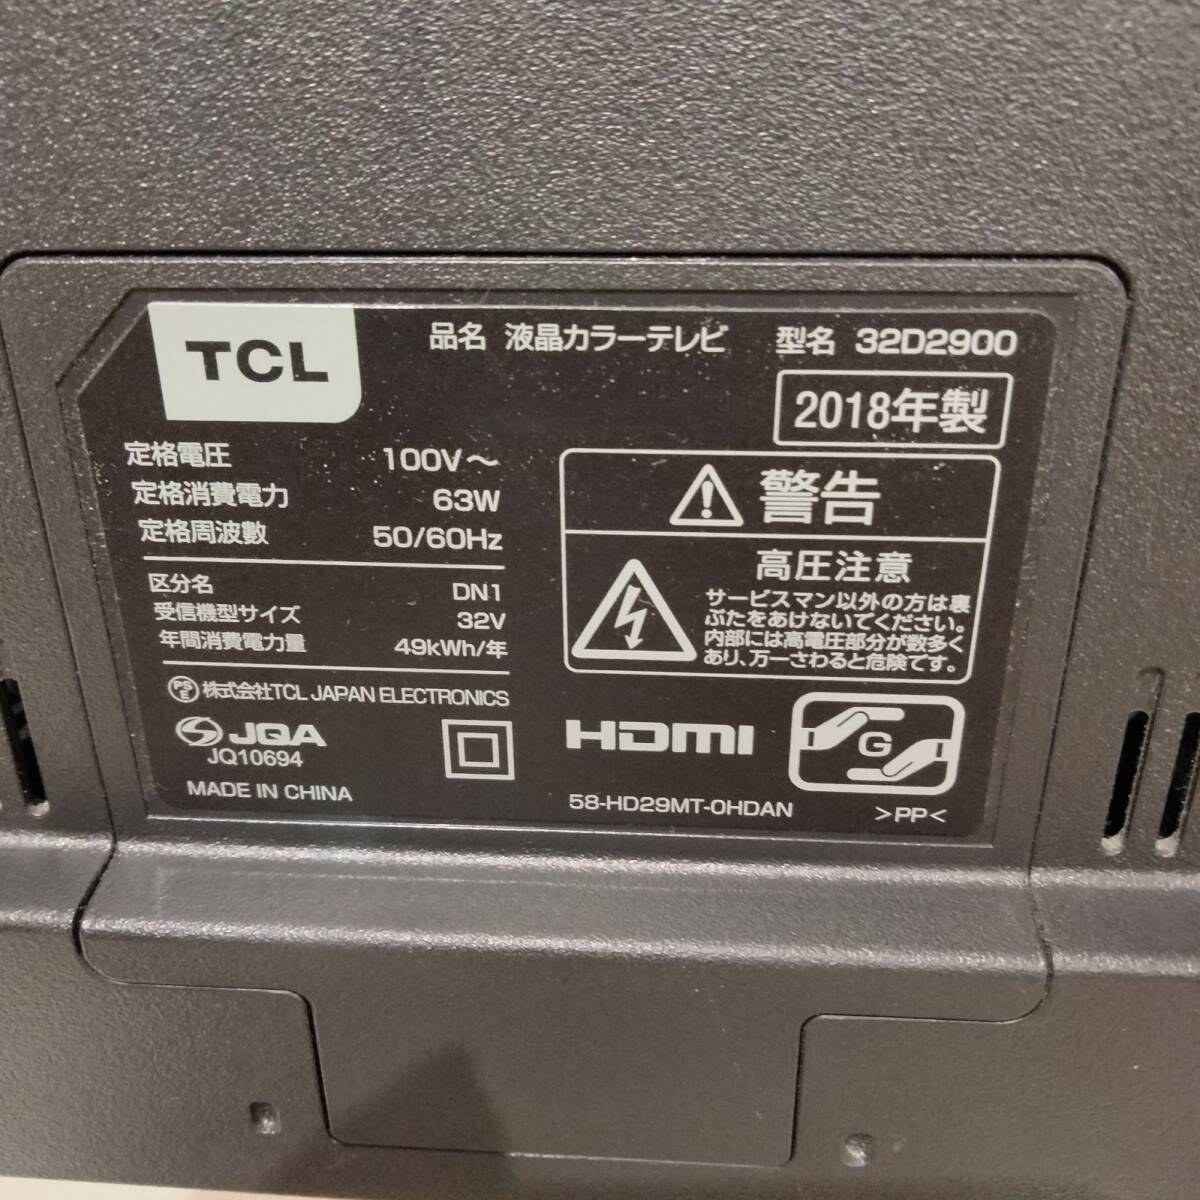 TCL
品名 液晶カラーテレビ 型名 32D2900
2018年製
定格電圧 100V～
定格消費電力 63W
定格周波数 50/60Hz
区分名 DN1
受信機型サイズ 32V
年間消費電力量 49kWh/年
PSE 株式会社TCL JAPAN ELECTRONICS
JQA
JQ10694
MADE IN CHINA
警告
高圧注意
サービスマン以外の方は裏
ぶたをあけないでください。
内部には高電圧部分が数多く
あり、万一さわると危険です。
HDMI
G
58-HD29MT-0HDAN
>PP<